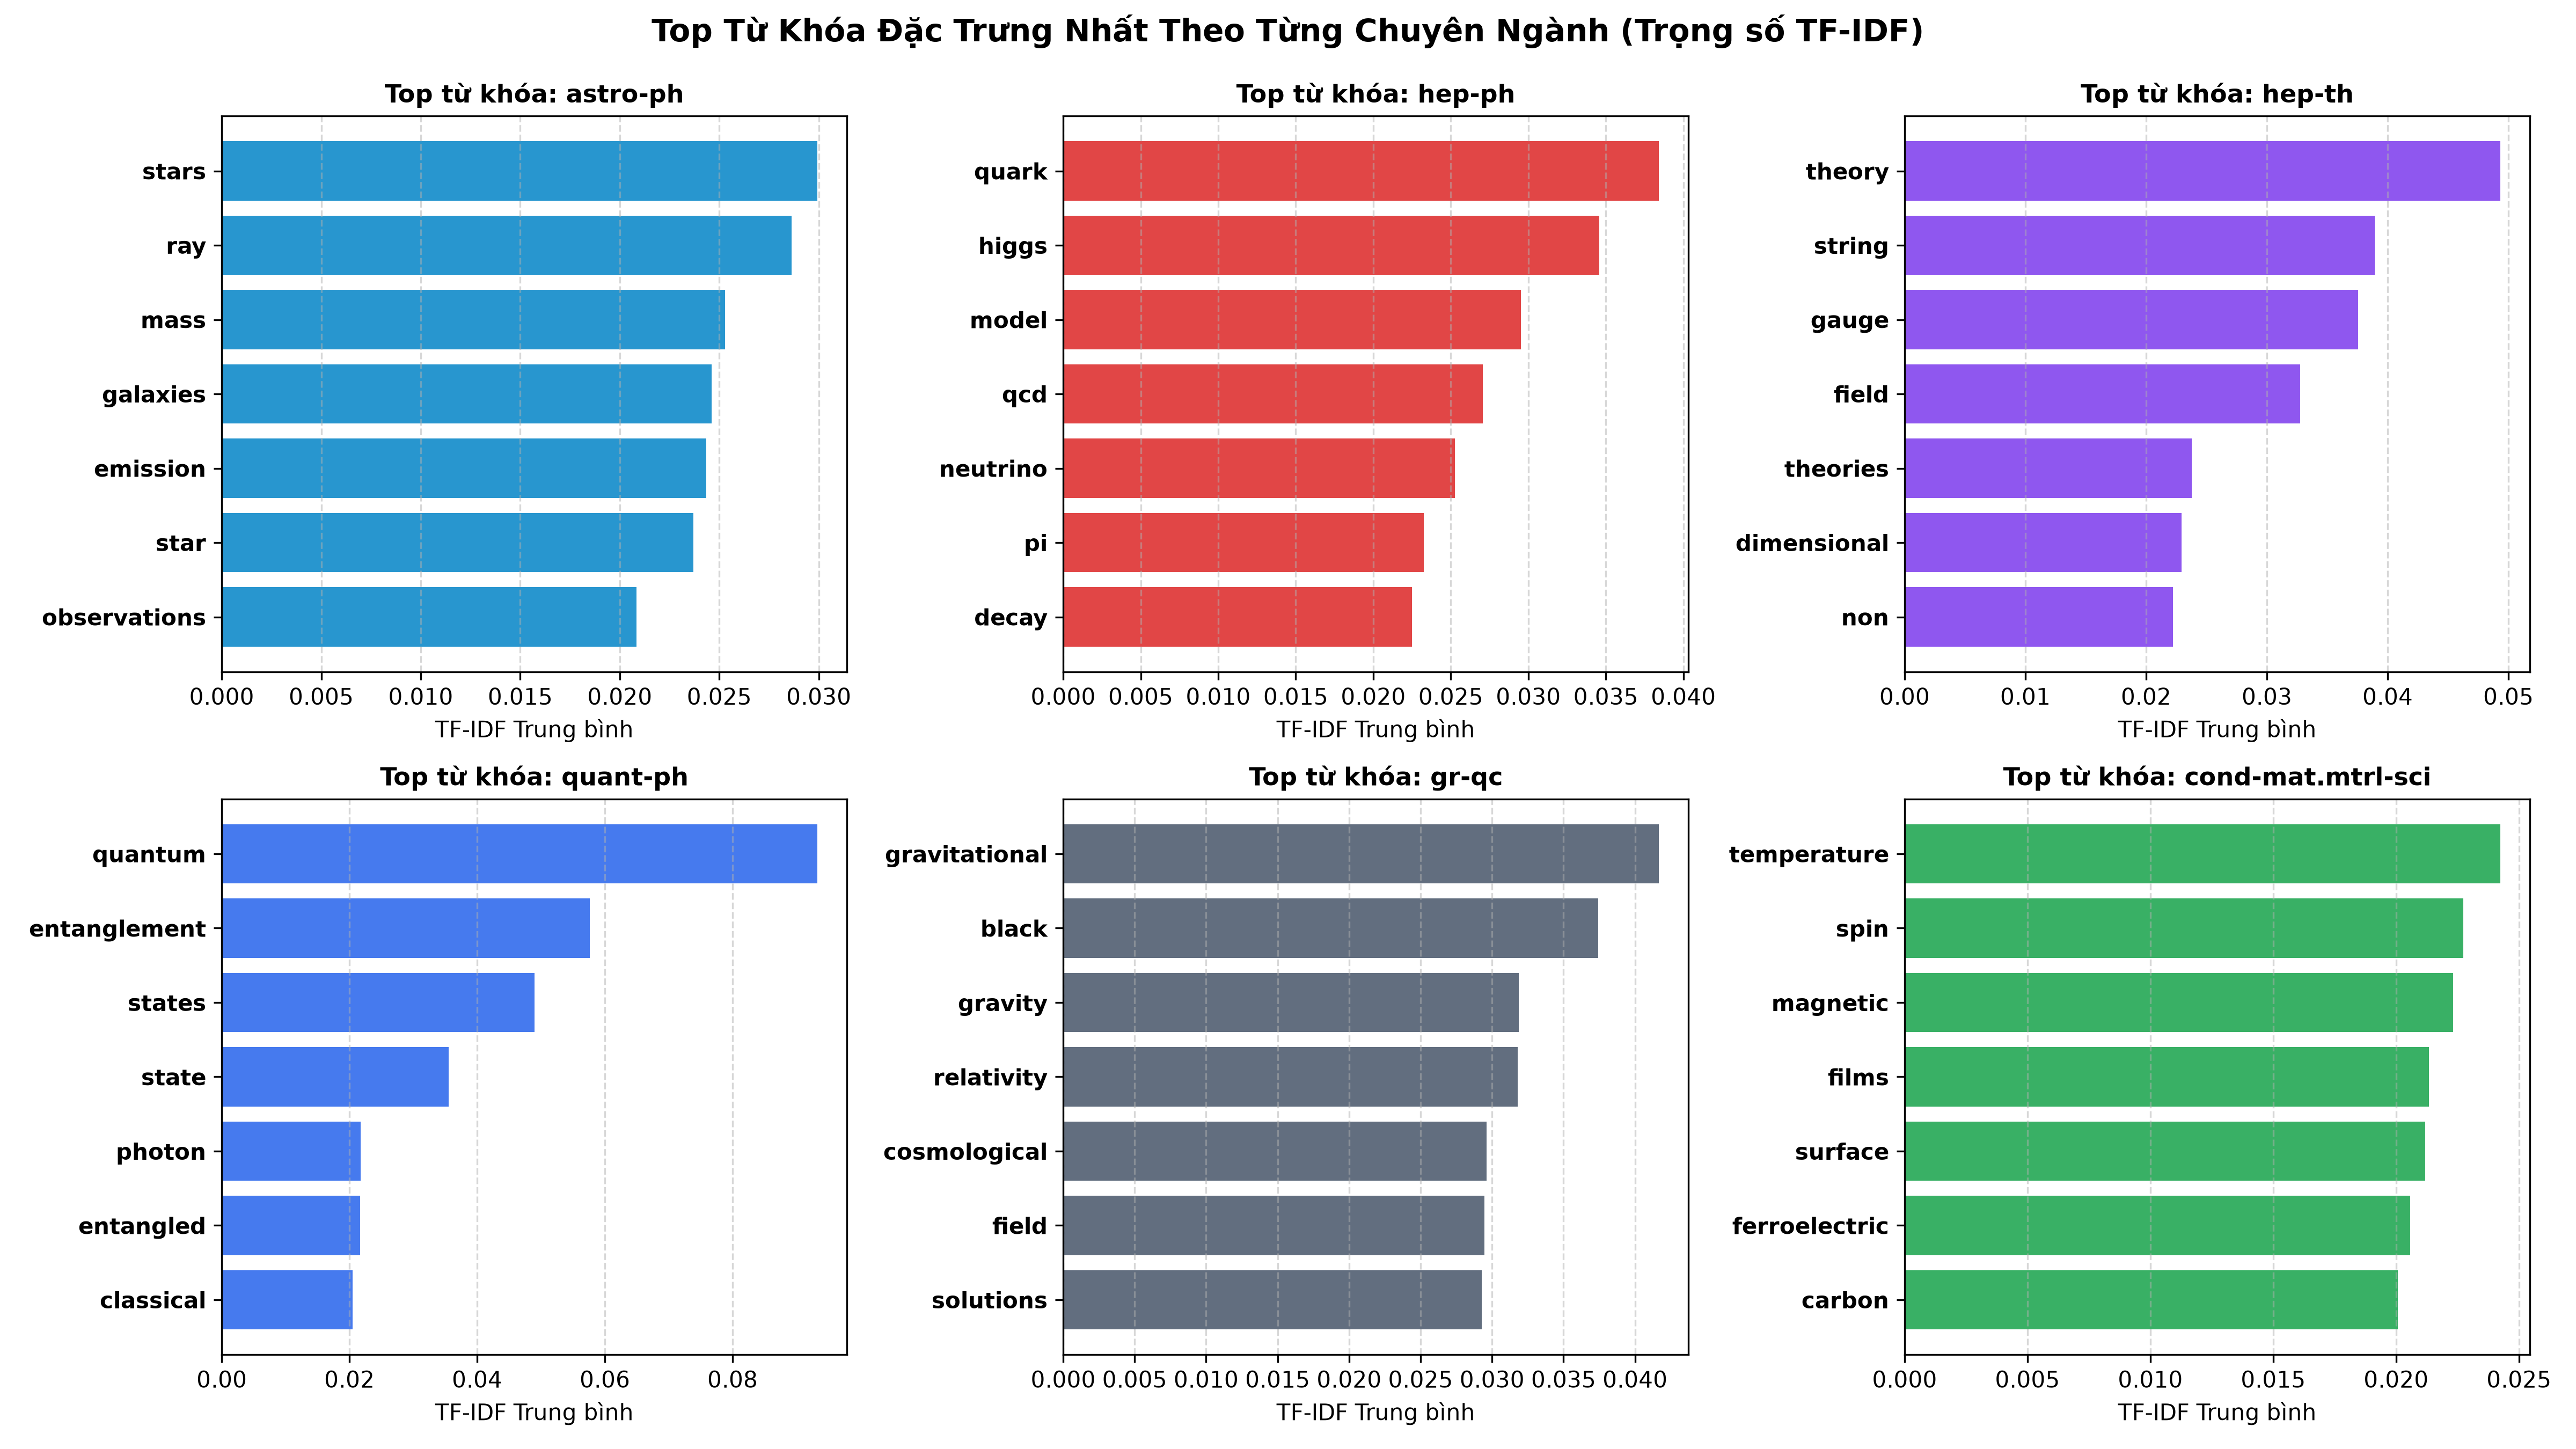 Top Từ Khóa Đặc Trưng Nhất Theo Từng Chuyên Ngành (Trọng số TF-IDF)
Top từ khóa: astro-ph
stars
ray
mass
galaxies
emission
star
observations
0.000 0.005 0.010 0.015 0.020 0.025 0.030
TF-IDF Trung bình
Top từ khóa: hep-ph
quark
higgs
model
qcd
neutrino
pi
decay
0.000 0.005 0.010 0.015 0.020 0.025 0.030 0.035 0.040
TF-IDF Trung bình
Top từ khóa: hep-th
theory
string
gauge
field
theories
dimensional
non
0.00 0.01 0.02 0.03 0.04 0.05
TF-IDF Trung bình
Top từ khóa: quant-ph
quantum
entanglement
states
state
photon
entangled
classical
0.00 0.02 0.04 0.06 0.08
TF-IDF Trung bình
Top từ khóa: gr-qc
gravitational
black
gravity
relativity
cosmological
field
solutions
0.000 0.005 0.010 0.015 0.020 0.025 0.030 0.035 0.040
TF-IDF Trung bình
Top từ khóa: cond-mat.mtrl-sci
temperature
spin
magnetic
films
surface
ferroelectric
carbon
0.000 0.005 0.010 0.015 0.020 0.025
TF-IDF Trung bình